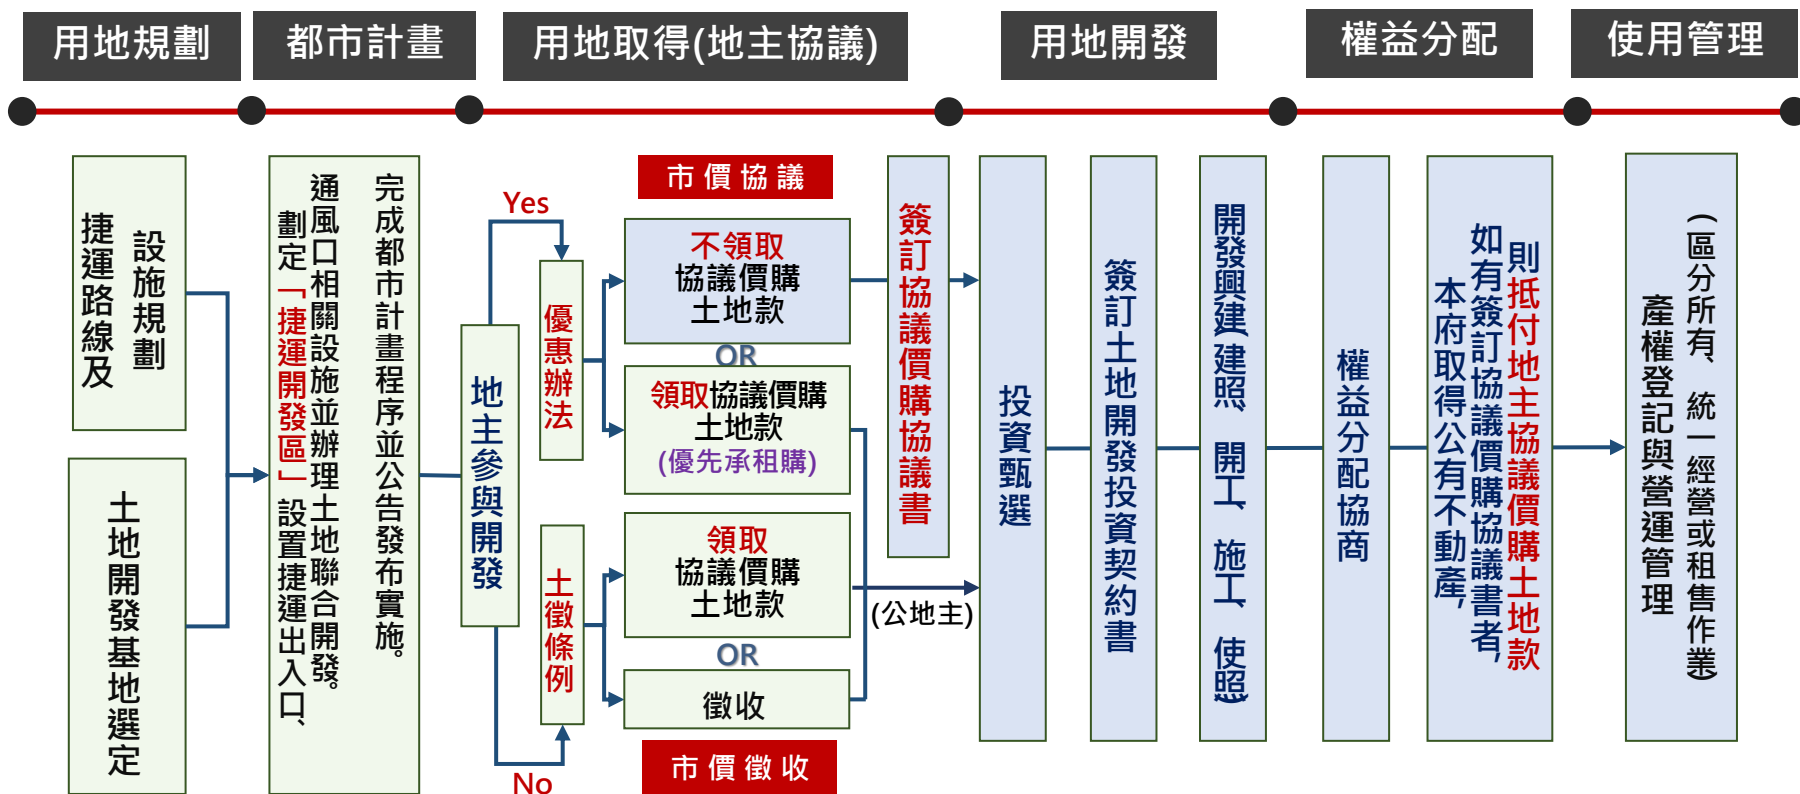 用地規劃
都市計畫
用地取得(地主協議)
用地開發
權益分配
使用管理
捷運路線及
設施規劃
土地開發基地選定
劃定「捷運開發區」設置捷運出入口、
通風口相關設施並辦理土地聯合開發。
完成都市計畫程序並公告發布實施。
地主參與開發
Yes
No
優惠辦法
土徵條例
市價協議
不領取
協議價購
土地款
OR
領取協議價購
土地款
(優先承租購)
領取
協議價購
土地款
OR
徵收
市價徵收
簽訂協議價購協議書
(公地主)
投資甄選
簽訂土地開發投資契約書
開發興建(建照、開工、施工、使照)
權益分配協商
本府取得公有不動產,
如有簽訂協議價購協議書者,
則抵付地主協議價購土地款
產權登記與營運管理
(區分所有、統一經營或租售作業)